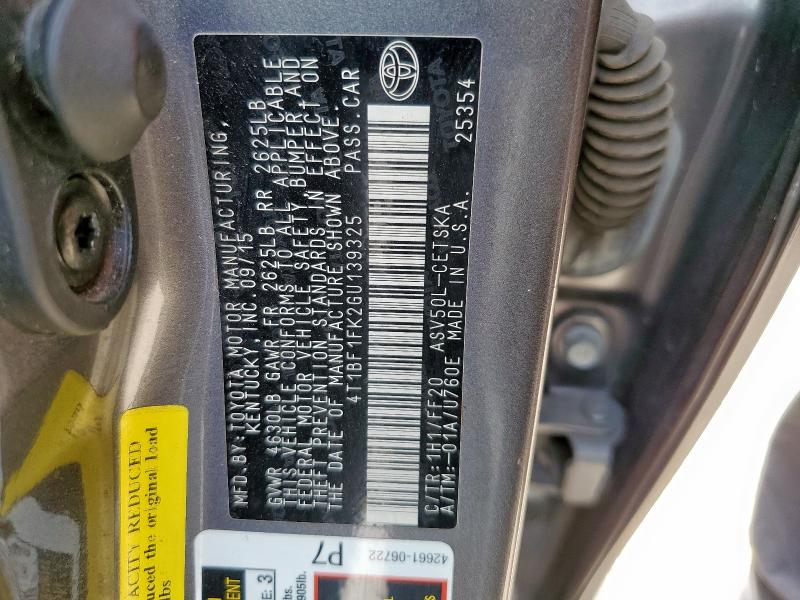 MFD. BY: TOYOTA MOTOR MANUFACTURING,
KENTUCKY, INC. 09/15
GVWR 4630LB GAWR FR 2625LB RR 2625LB
THIS VEHICLE CONFORMS TO ALL APPLICABLE
FEDERAL MOTOR VEHICLE SAFETY, BUMPER AND
THEFT PREVENTION STANDARDS IN EFFECT ON
THE DATE OF MANUFACTURE SHOWN ABOVE.
4T1BF1FK2GU139325 PASS. CAR
TOYOTA
C/TR: 1H1/FF20 ASV50L-CETSKA 25354
A/TM: -01A/U760E MADE IN U.S.A.
ACITY REDUCED
uced the original load
lbs
42661-06722
P7
E: 3
905lb.